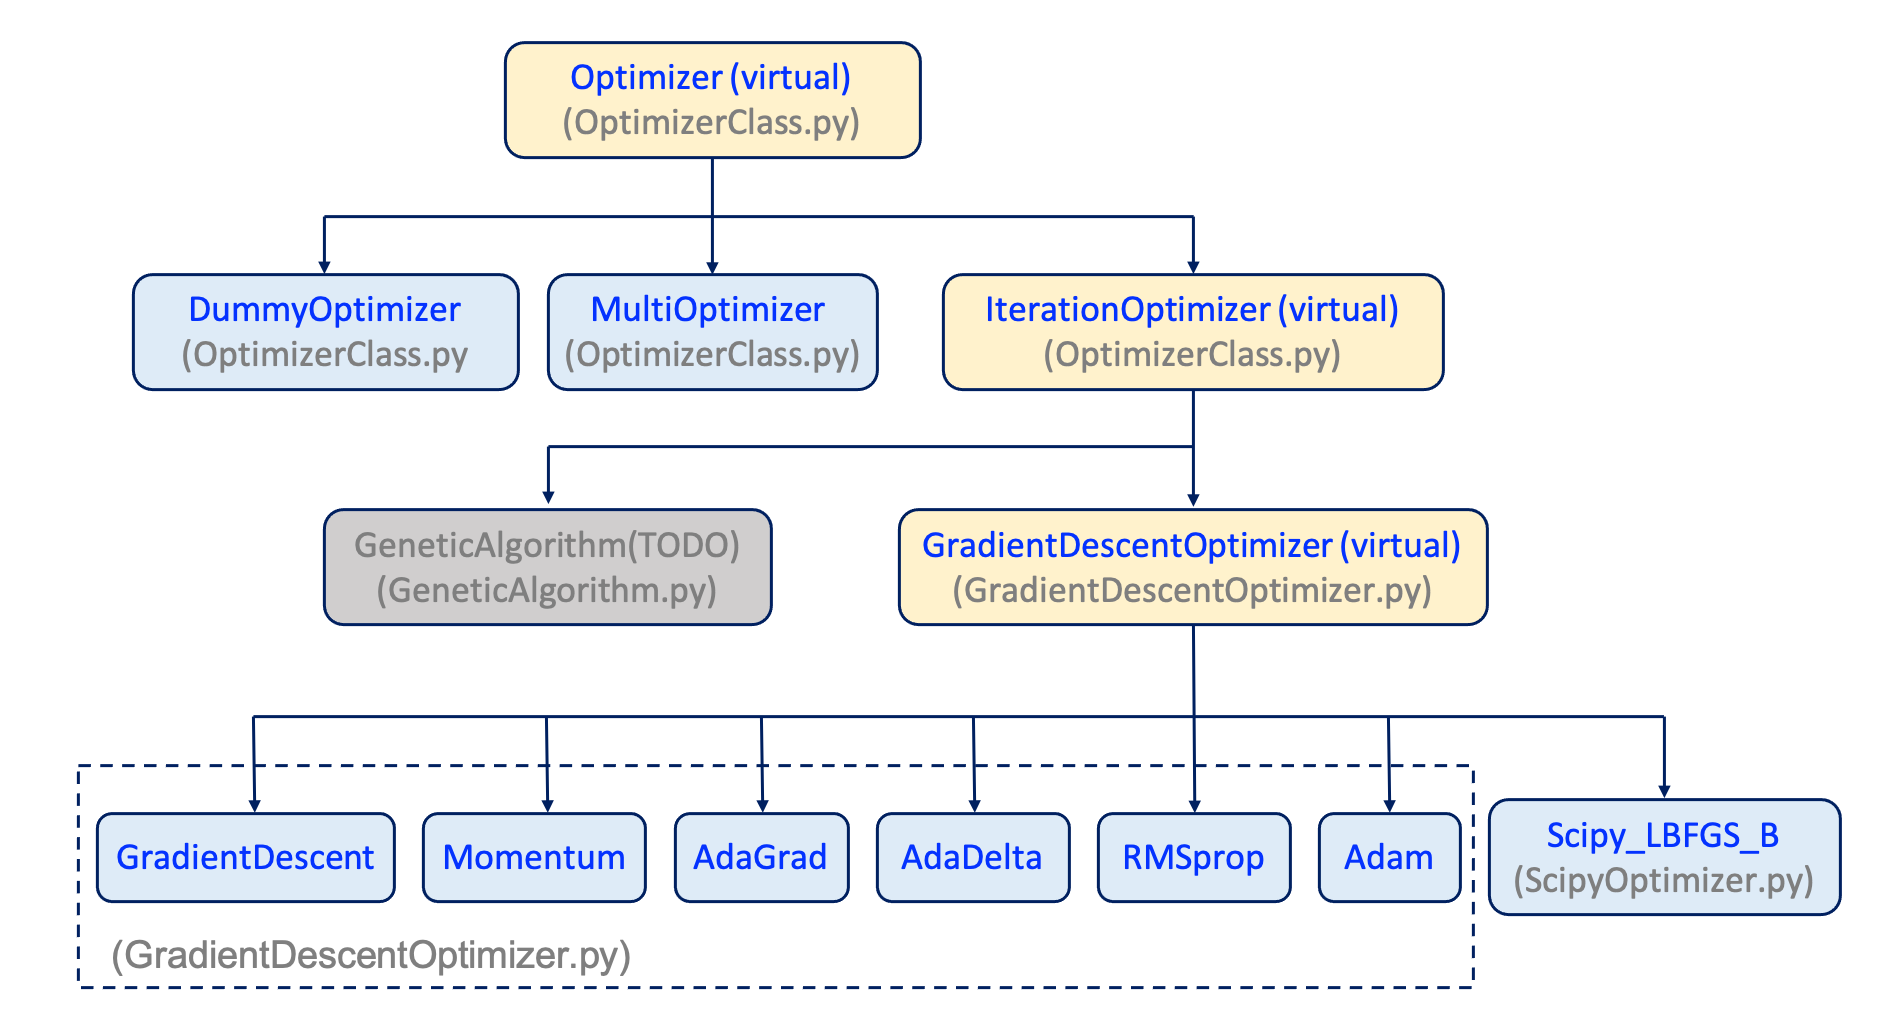 Optimizer (virtual)
(OptimizerClass.py)
DummyOptimizer
(OptimizerClass.py
MultiOptimizer
(OptimizerClass.py)
IterationOptimizer (virtual)
(OptimizerClass.py)
GeneticAlgorithm(TODO)
(GeneticAlgorithm.py)
GradientDescentOptimizer (virtual)
(GradientDescentOptimizer.py)
GradientDescent
Momentum
AdaGrad
AdaDelta
RMSprop
Adam
Scipy_LBFGS_B
(ScipyOptimizer.py)
(GradientDescentOptimizer.py)